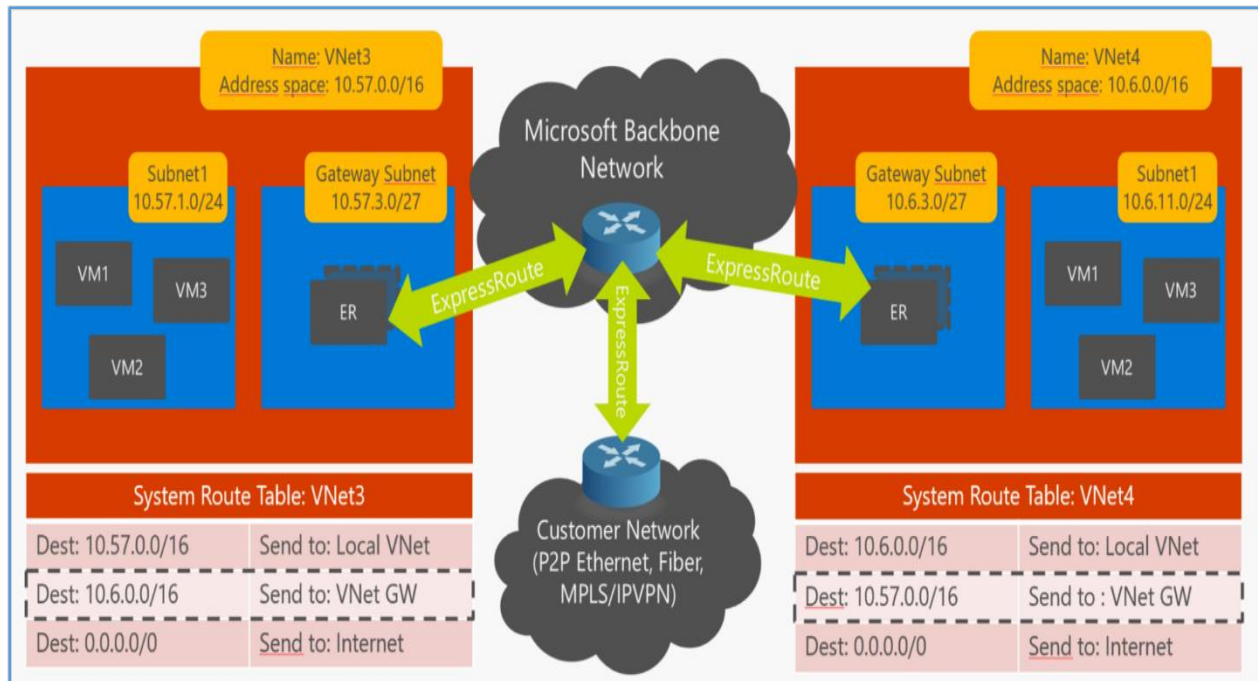 Name: VNet3
Address space: 10.57.0.0/16
Subnet1
10.57.1.0/24
Gateway Subnet
10.57.3.0/27
VM1
VM3
VM2
ER
Microsoft Backbone
Network
ExpressRoute
ExpressRoute
ExpressRoute
Customer Network
(P2P Ethernet, Fiber,
MPLS/IPVPN)
Name: VNet4
Address space: 10.6.0.0/16
Gateway Subnet
10.6.3.0/27
Subnet1
10.6.11.0/24
ER
VM1
VM3
VM2
System Route Table: VNet3
Dest: 10.57.0.0/16 Send to: Local VNet
Dest: 10.6.0.0/16 Send to: VNet GW
Dest: 0.0.0.0/0 Send to: Internet
System Route Table: VNet4
Dest: 10.6.0.0/16 Send to: Local VNet
Dest: 10.57.0.0/16 Send to : VNet GW
Dest: 0.0.0.0/0 Send to: Internet